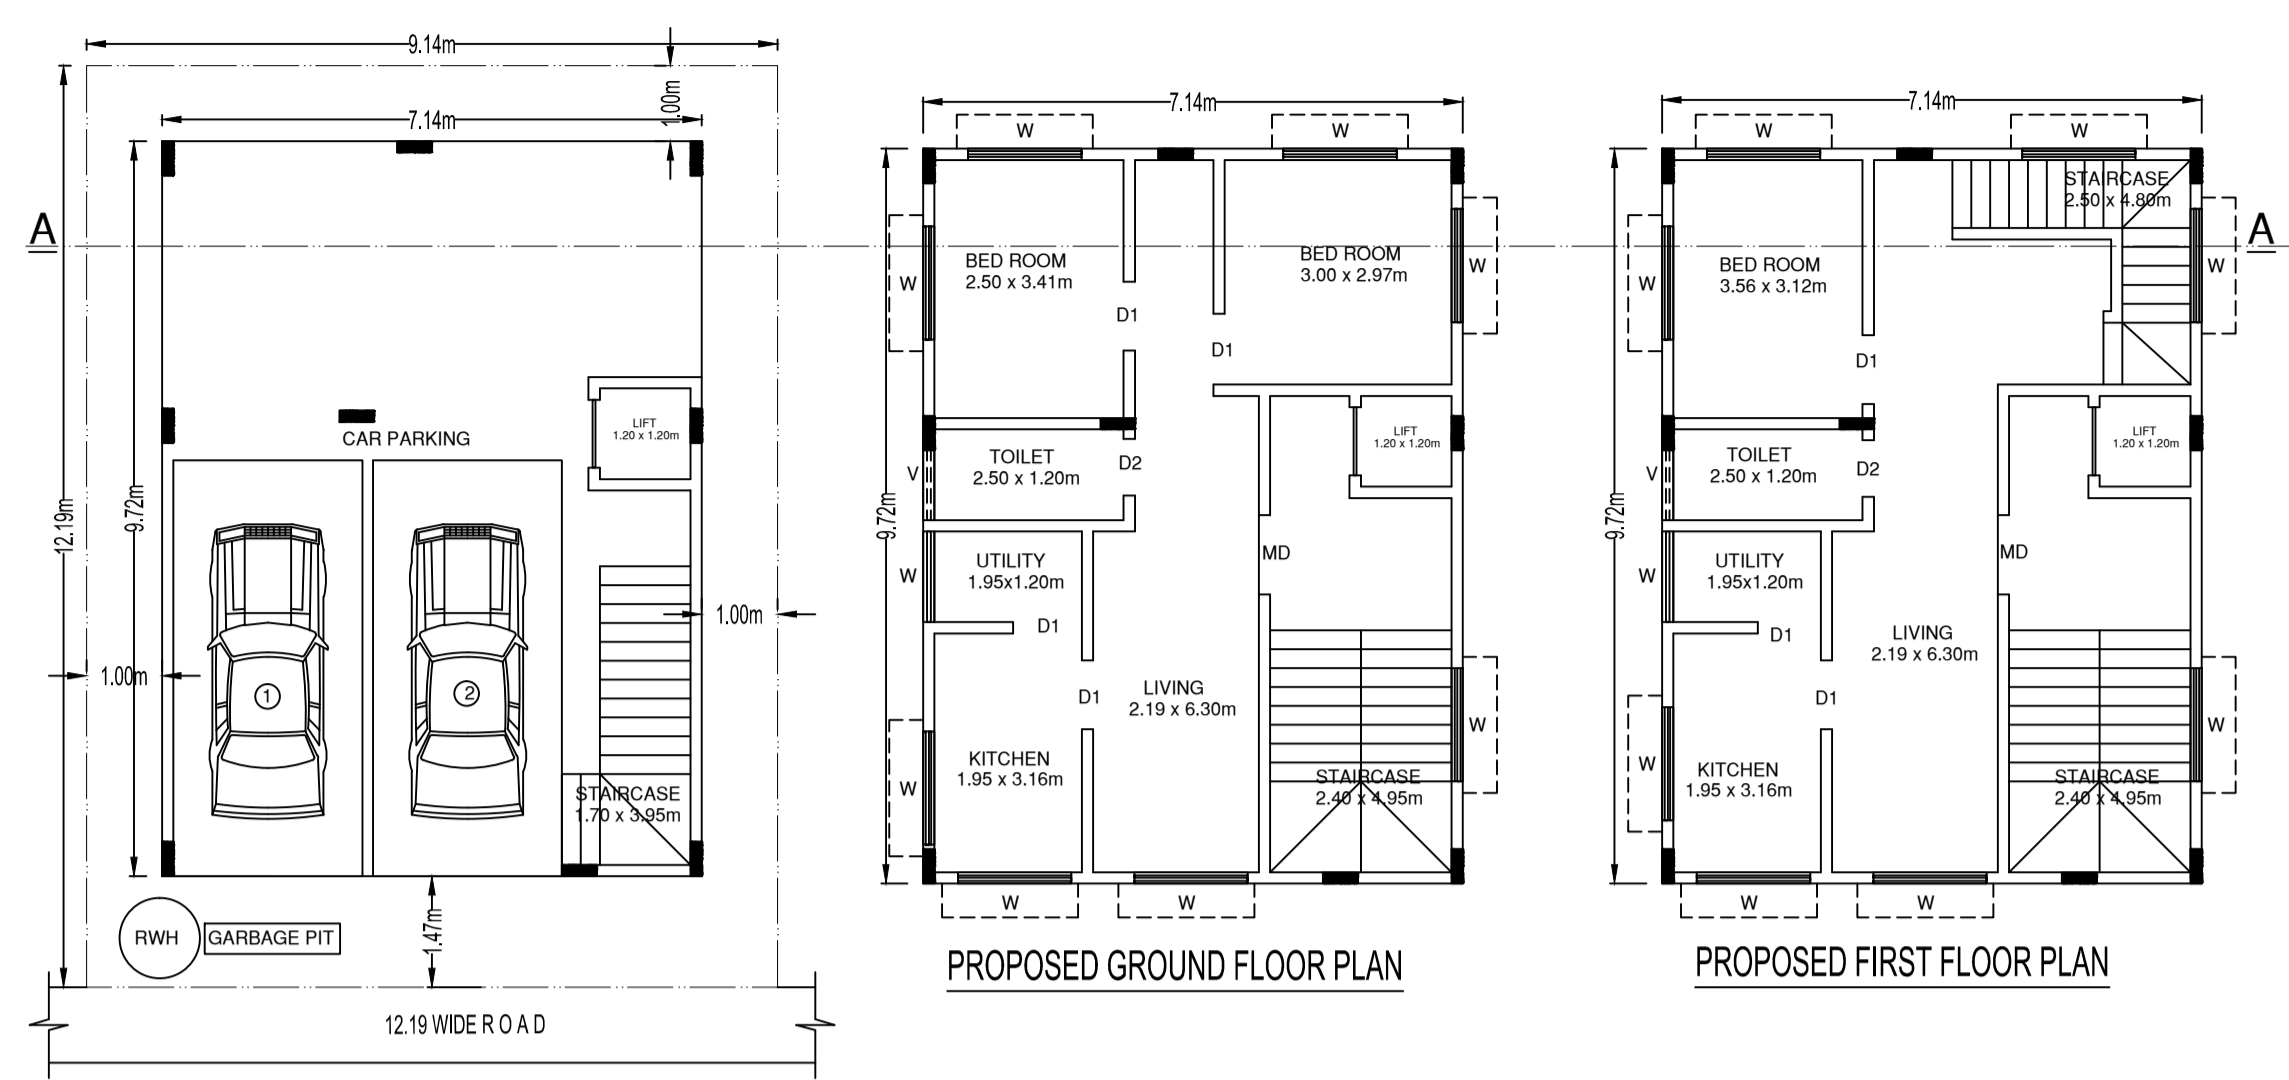 9.14m
1.00m
7.14m
12.19m
9.72m
A
LIFT
1.20 x 1.20m
CAR PARKING
1.00m
1.00m
1
2
STAIRCASE
1.70 x 3.95m
1.47m
RWH
GARBAGE PIT
12.19 WIDE R O A D
7.14m
W
W
W
BED ROOM
2.50 x 3.41m
BED ROOM
3.00 x 2.97m
W
D1
D1
9.72m
V
TOILET
2.50 x 1.20m
D2
LIFT
1.20 x 1.20m
W
UTILITY
1.95x1.20m
MD
D1
D1
LIVING
2.19 x 6.30m
W
KITCHEN
1.95 x 3.16m
W
STAIRCASE
2.40 x 4.95m
W
W
PROPOSED GROUND FLOOR PLAN
7.14m
W
W
STAIRCASE
2.50 x 4.80m
A
W
BED ROOM
3.56 x 3.12m
W
D1
9.72m
V
TOILET
2.50 x 1.20m
D2
LIFT
1.20 x 1.20m
W
UTILITY
1.95x1.20m
MD
D1
LIVING
2.19 x 6.30m
D1
W
W
KITCHEN
1.95 x 3.16m
STAIRCASE
2.40 x 4.95m
W
W
PROPOSED FIRST FLOOR PLAN